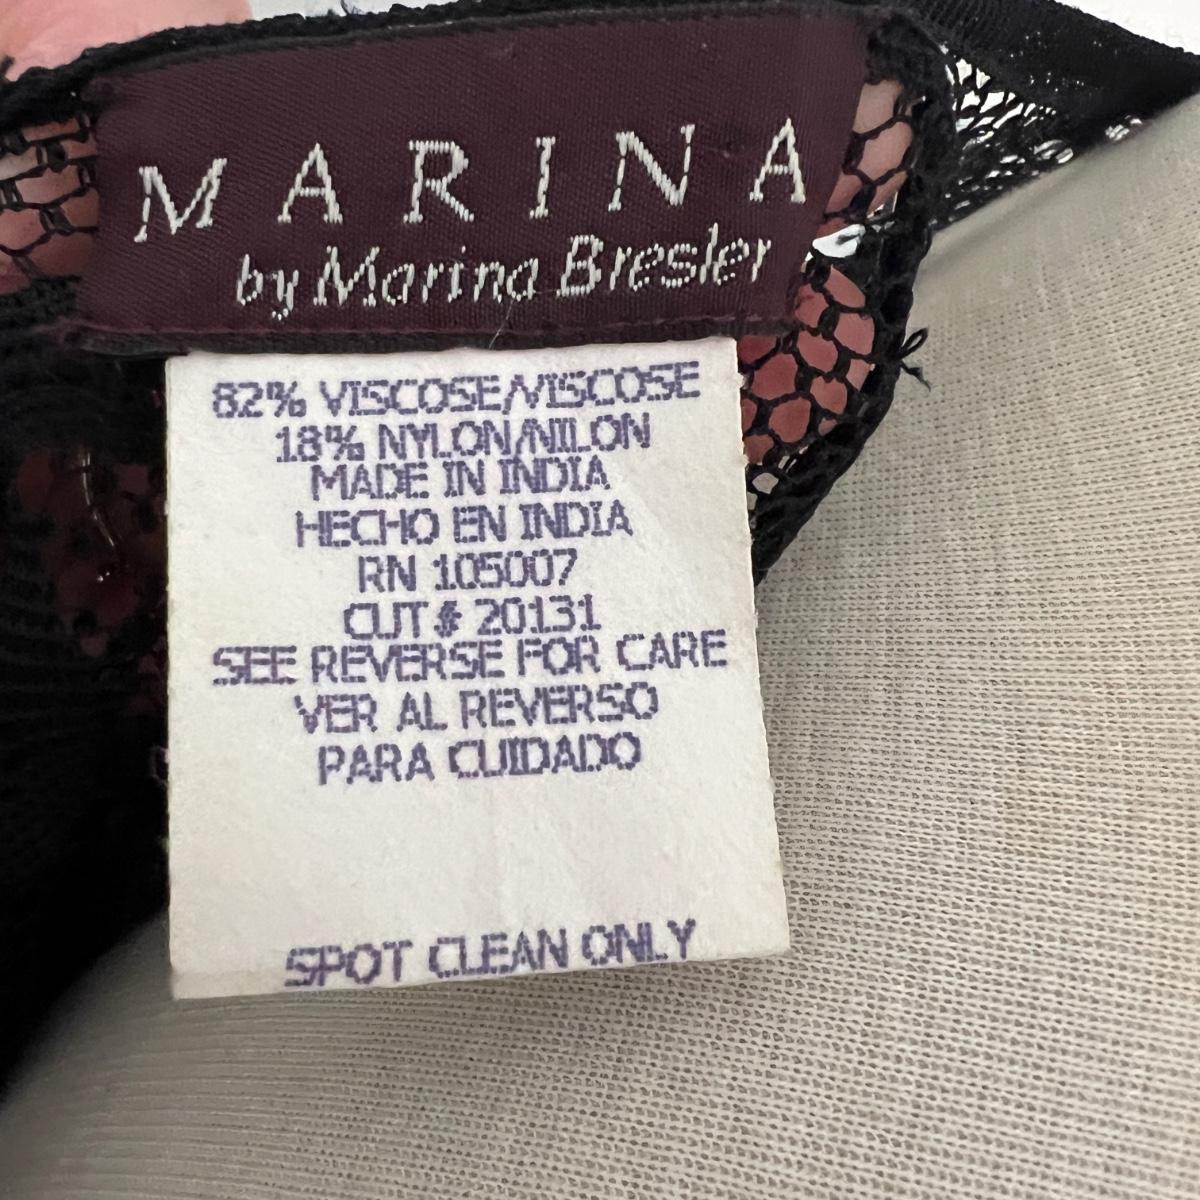 MARINA
by Marina Bresler
82% VISCOSE/VISCOSE
18% NYLON/NILON
MADE IN INDIA
HECHO EN INDIA
RN 105007
CUT # 20131
SEE REVERSE FOR CARE
VER AL REVERSO
PARA CUIDADO
SPOT CLEAN ONLY